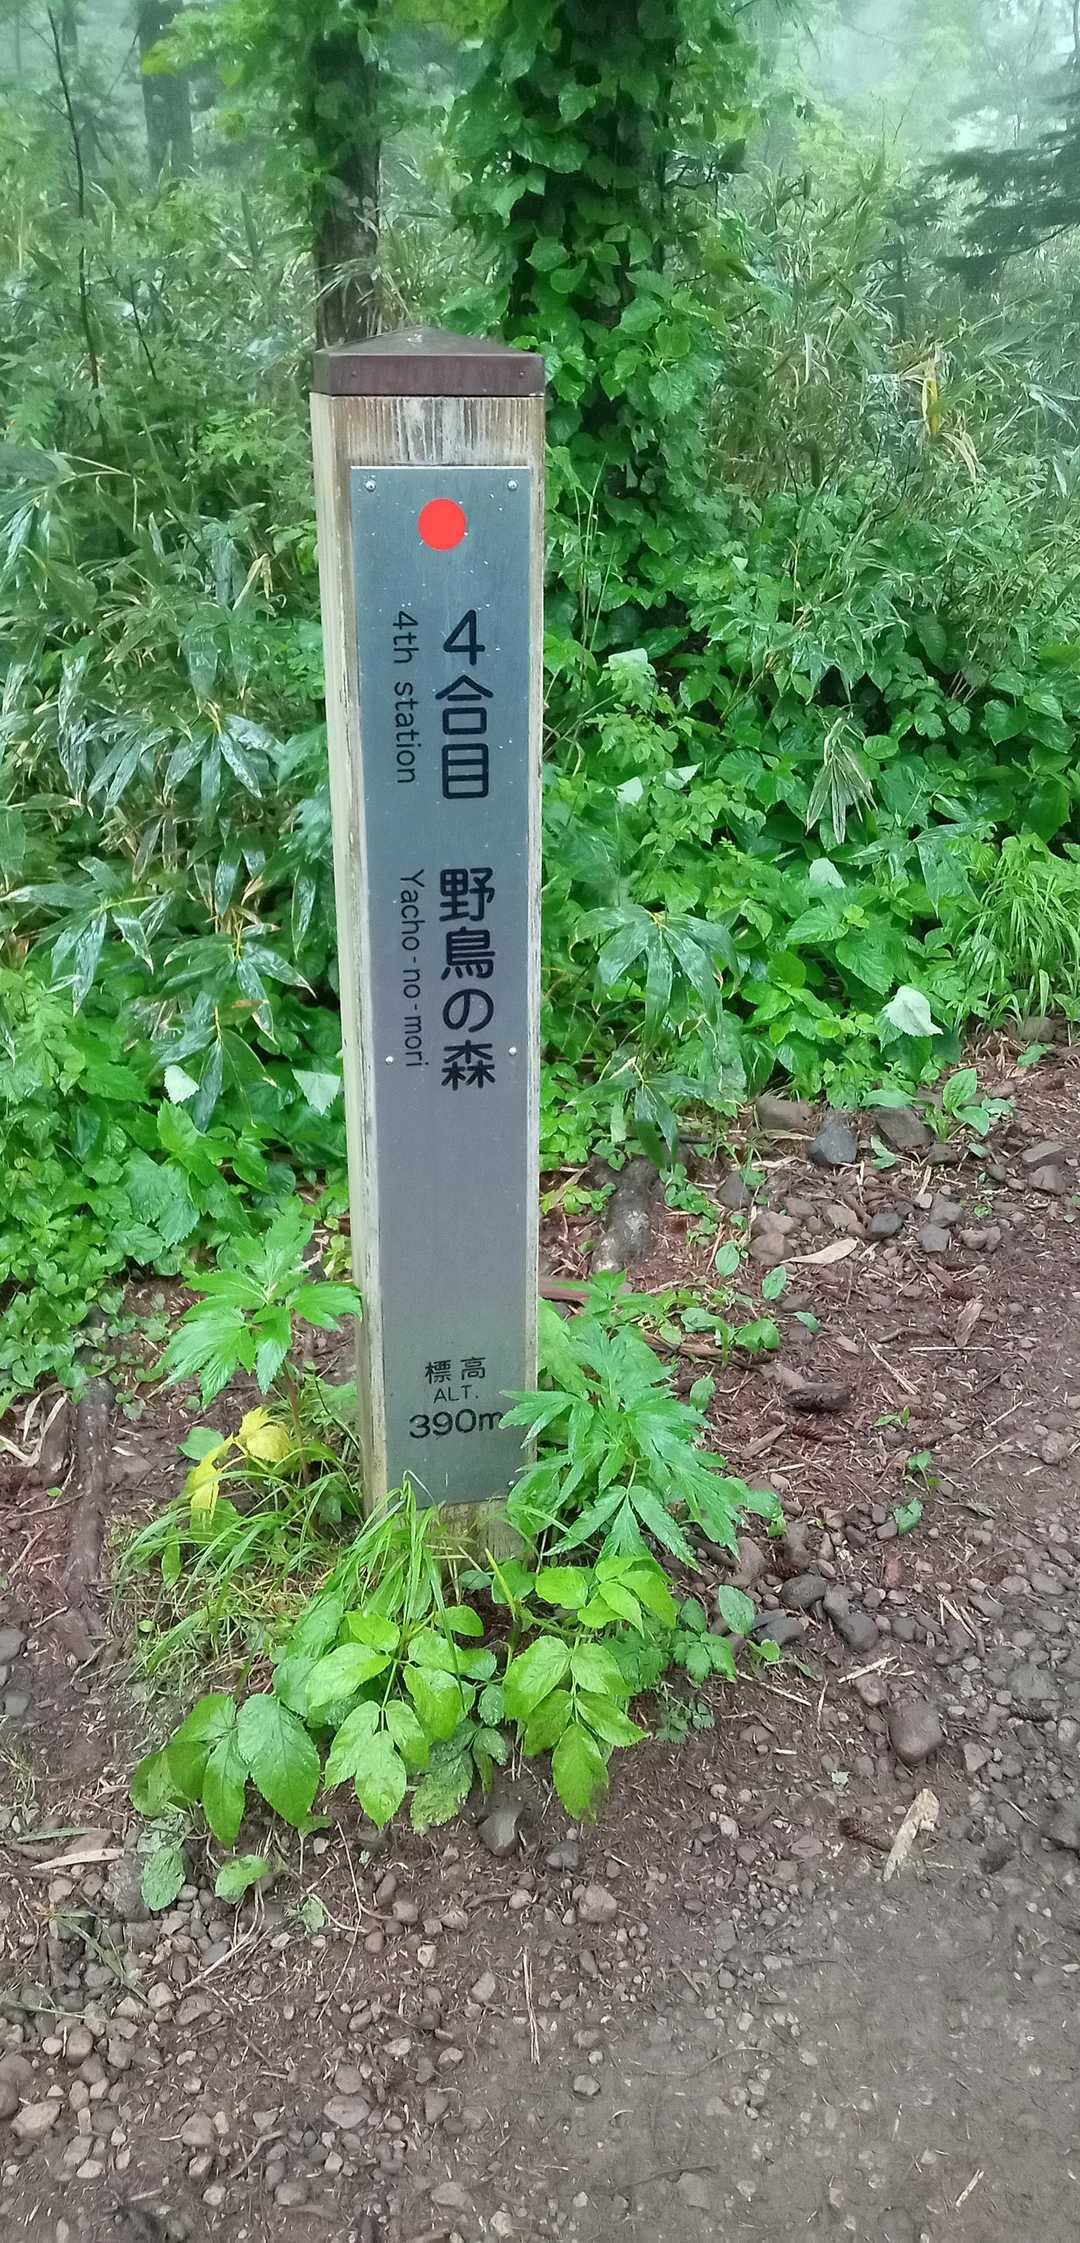 4合目 野鳥の森
4th station Yacho-no-mori
標高
ALT.
390m